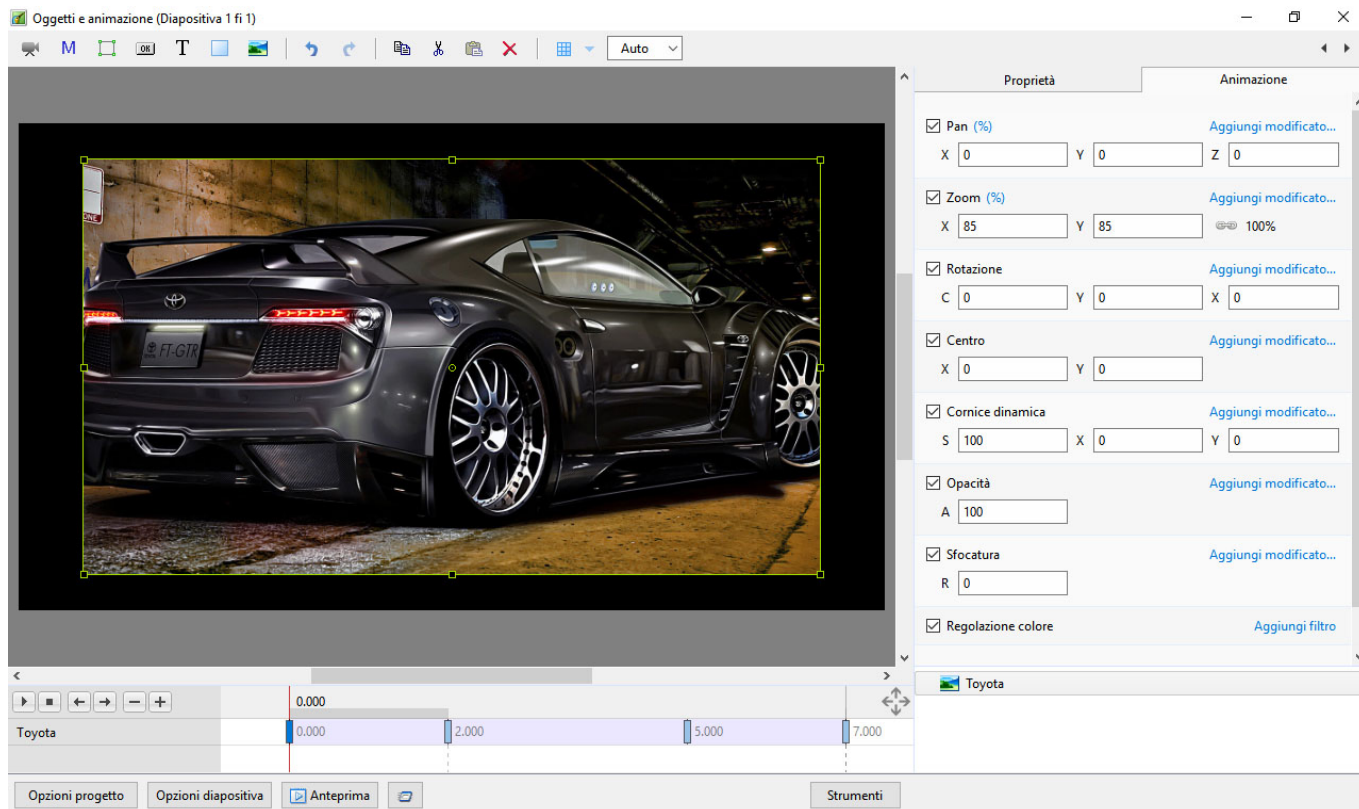 Oggetti e animazione (Diapositiva 1 fi 1)
M OK T Auto
Proprietà Animazione
Pan (%) Aggiungi modificato...
X 0 Y 0 Z 0
Zoom (%) Aggiungi modificato...
X 85 Y 85 100%
Rotazione Aggiungi modificato...
C 0 Y 0 X 0
Centro Aggiungi modificato...
X 0 Y 0
Cornice dinamica Aggiungi modificato...
S 100 X 0 Y 0
Opacità Aggiungi modificato...
A 100
Sfocatura Aggiungi modificato...
R 0
Regolazione colore Aggiungi filtro
Toyota
FT-GTR
0.000
Toyota 0.000 2.000 5.000 7.000
Opzioni progetto Opzioni diapositiva Anteprima Strumenti